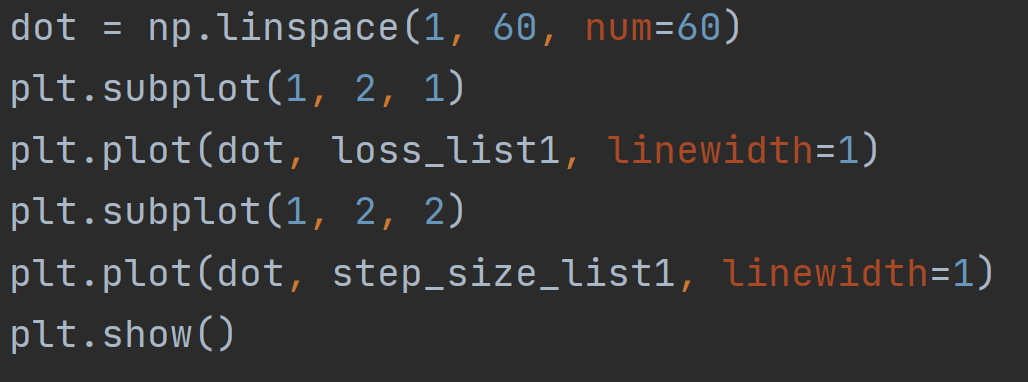 dot = np.linspace(1, 60, num=60)
plt.subplot(1, 2, 1)
plt.plot(dot, loss_list1, linewidth=1)
plt.subplot(1, 2, 2)
plt.plot(dot, step_size_list1, linewidth=1)
plt.show()